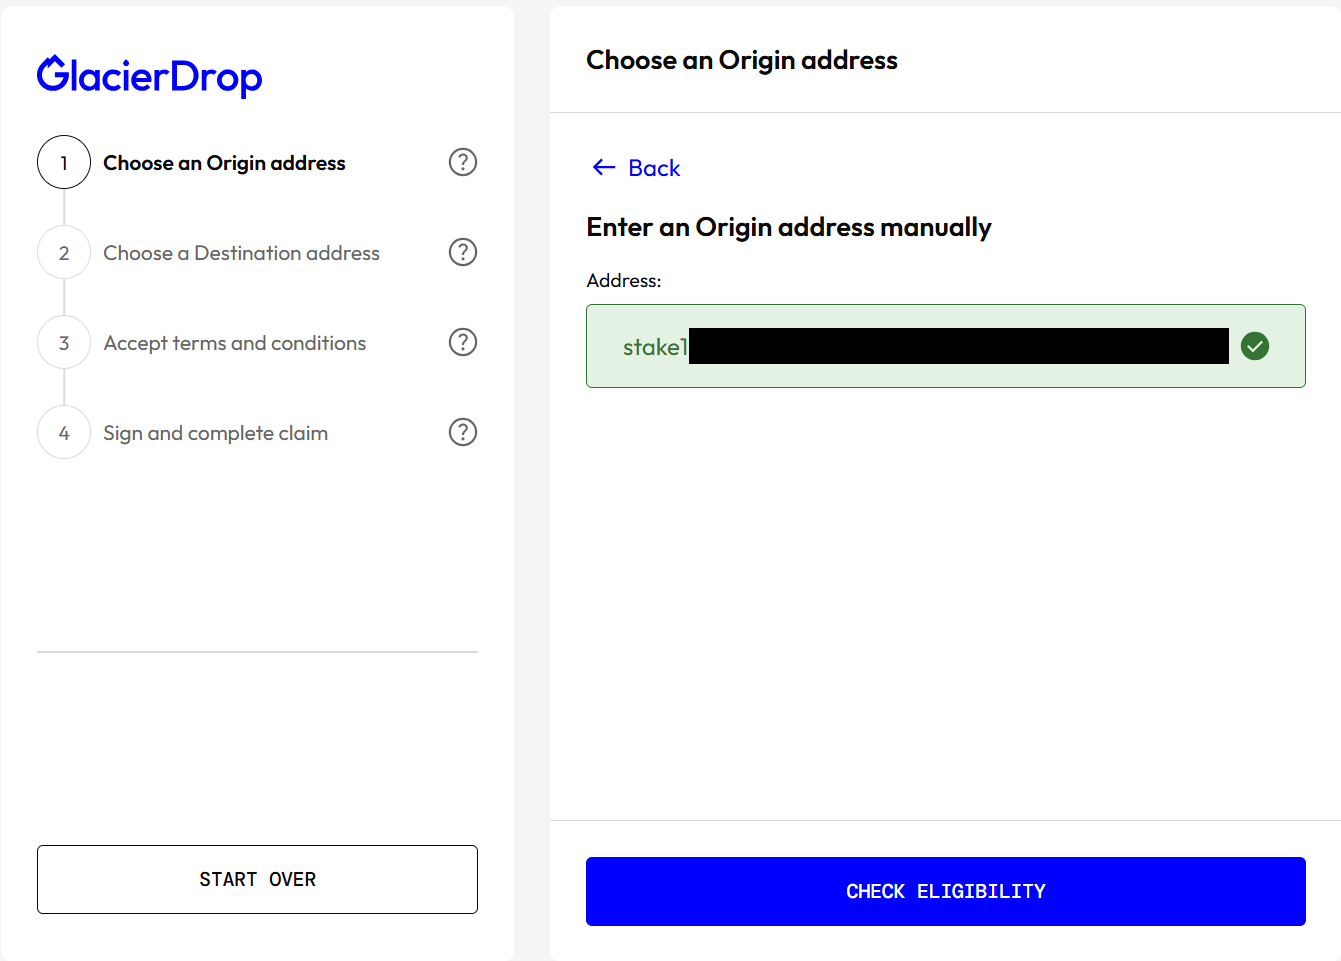 GlacierDrop
1 Choose an Origin address ?
2 Choose a Destination address ?
3 Accept terms and conditions ?
4 Sign and complete claim ?
START OVER
Choose an Origin address
← Back
Enter an Origin address manually
Address:
stake1
CHECK ELIGIBILITY